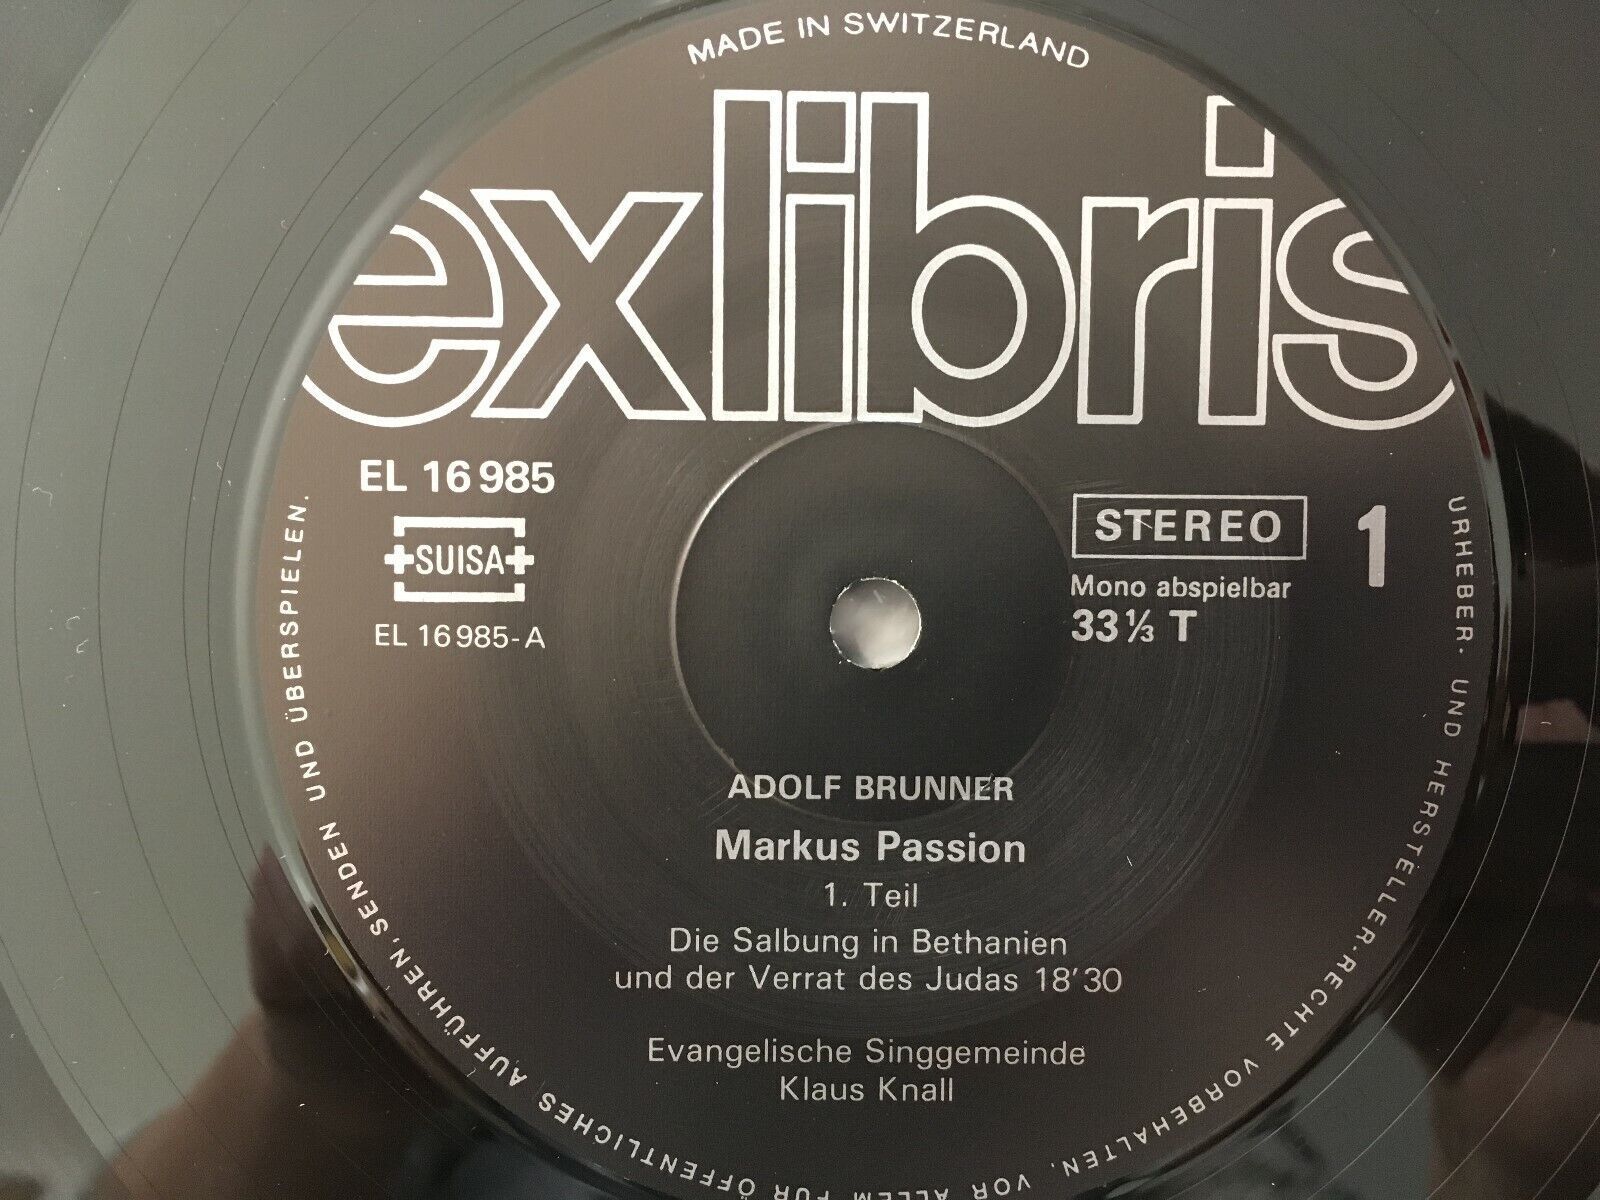 MADE IN SWITZERLAND
exlibris
EL 16 985
SUISA
EL 16 985-A
STEREO
1
Mono abspielbar
33 ⅓ T
ADOLF BRUNNER
Markus Passion
1. Teil
Die Salbung in Bethanien
und der Verrat des Judas 18'30
Evangelische Singgemeinde
Klaus Knall
URHEBER- UND HERSTELLER-RECHTE VORBEHALTEN, VOR ALLEM FÜR ÖFFENTLICHES AUFFÜHREN, SENDEN UND ÜBERSPIELEN.